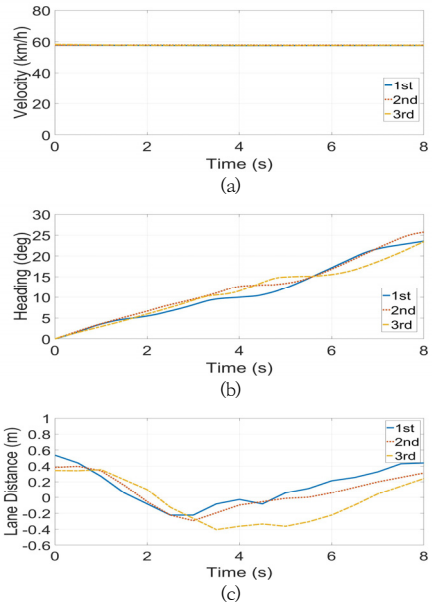 80
60
40
20
0
Velocity (km/h)
1st
2nd
3rd
0 2 4 6 8
Time (s)
(a)
30
25
20
15
10
5
0
Heading (deg)
1st
2nd
3rd
0 2 4 6 8
Time (s)
(b)
1
0.8
0.6
0.4
0.2
0
-0.2
-0.4
-0.6
Lane Distance (m)
1st
2nd
3rd
0 2 4 6 8
Time (s)
(c)